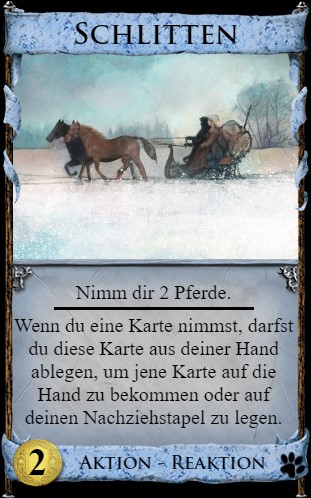 Schlitten
Nimm dir 2 Pferde.
Wenn du eine Karte nimmst, darfst
du diese Karte aus deiner Hand
ablegen, um jene Karte auf die
Hand zu bekommen oder auf
deinen Nachziehstapel zu legen.
2
Aktion – Reaktion